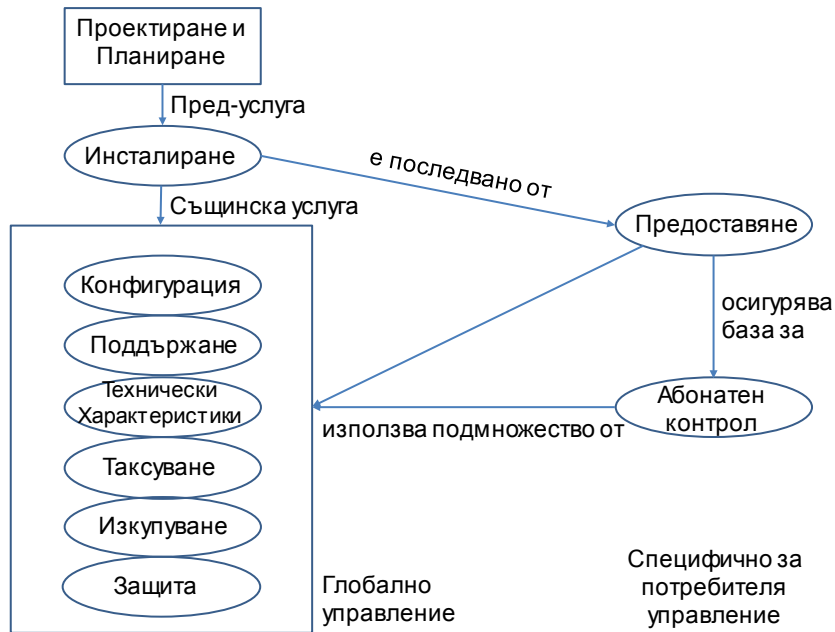 Проектиране и
Планиране
Пред-услуга
Инсталиране
е последвано от
Същинска услуга
Предоставяне
Конфигурация
осигурява
база за
Поддържане
Технически
Характеристики
Абонатен
контрол
използва подмножество от
Таксуване
Изкупуване
Защита
Глобално
управление
Специфично за
потребителя
управление